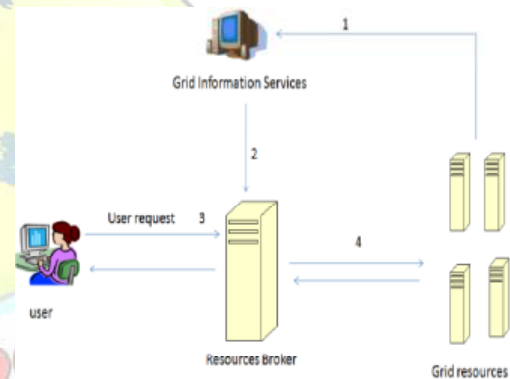 1
Grid Information Services
2
User request 3
4
user
Resources Broker
Grid resources